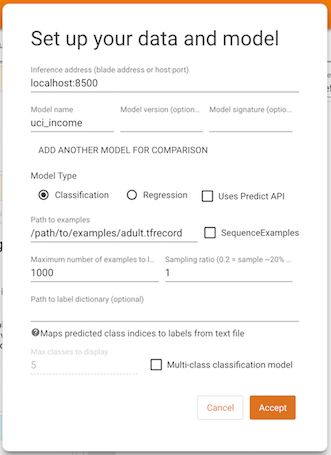 Set up your data and model
Inference address (blade address or host:port)
localhost:8500
Model name Model version (option... Model signature (optio...
uci_income
ADD ANOTHER MODEL FOR COMPARISON
Model Type
Classification Regression Uses Predict API
Path to examples
/path/to/examples/adult.tfrecord SequenceExamples
Maximum number of examples to l... Sampling ratio (0.2 = sample ~20% ...
1000 1
Path to label dictionary (optional)
Maps predicted class indices to labels from text file
Max classes to display
5 Multi-class classification model
Cancel Accept